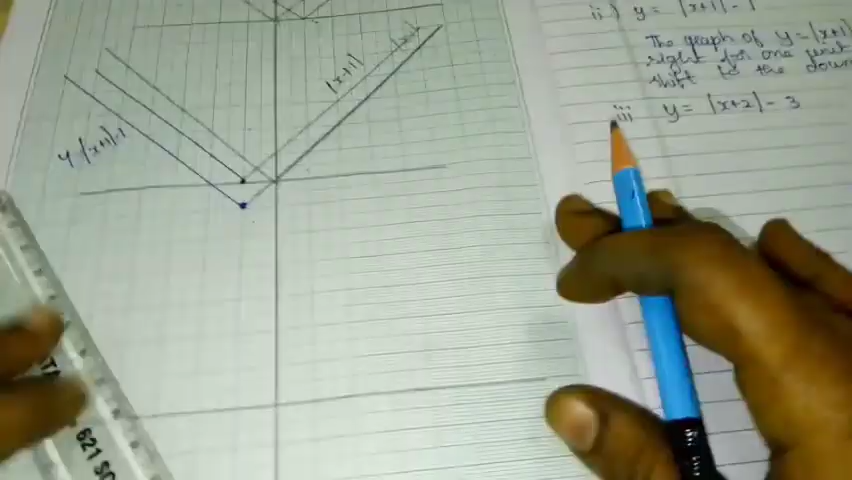 ii) y = |x+1| - 1
The graph of y = |x+1|
right for one unit
shift to the down
iii y = |x+2| - 3
|x+1|
|x|
y=|x+1|-1
621 SC